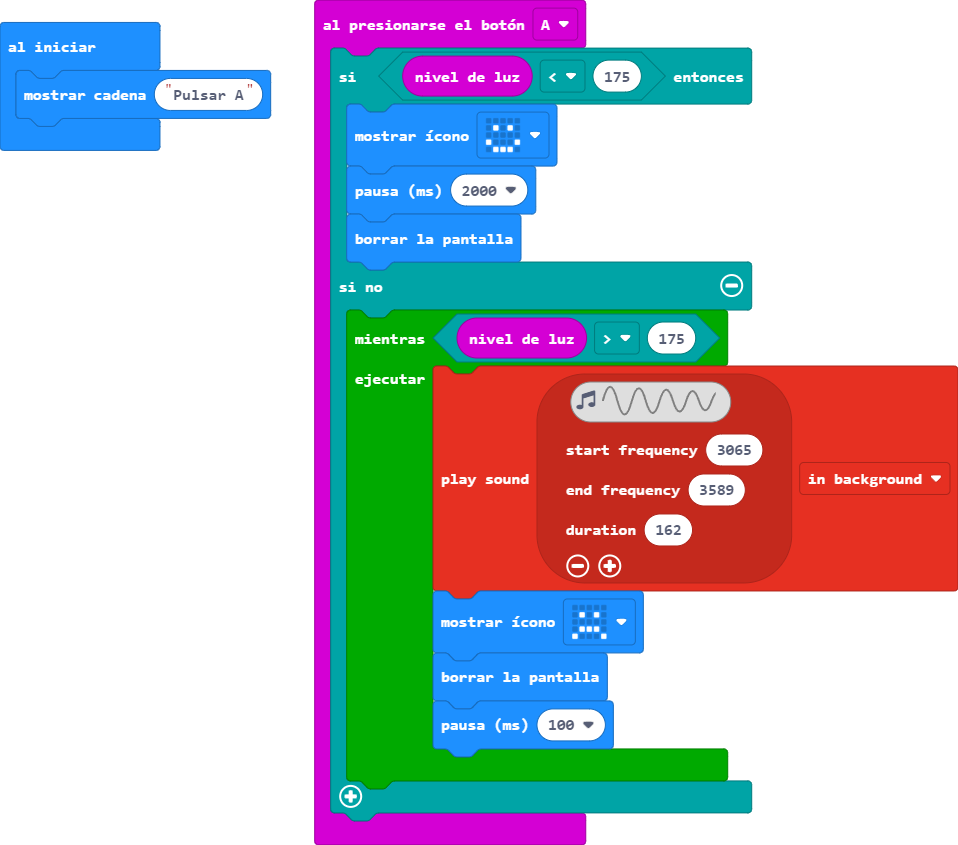 al iniciar
mostrar cadena "Pulsar A"
al presionarse el botón A
si nivel de luz < 175 entonces
mostrar ícono
pausa (ms) 2000
borrar la pantalla
si no
mientras nivel de luz > 175
ejecutar
play sound
start frequency 3065
end frequency 3589
duration 162
in background
mostrar ícono
borrar la pantalla
pausa (ms) 100